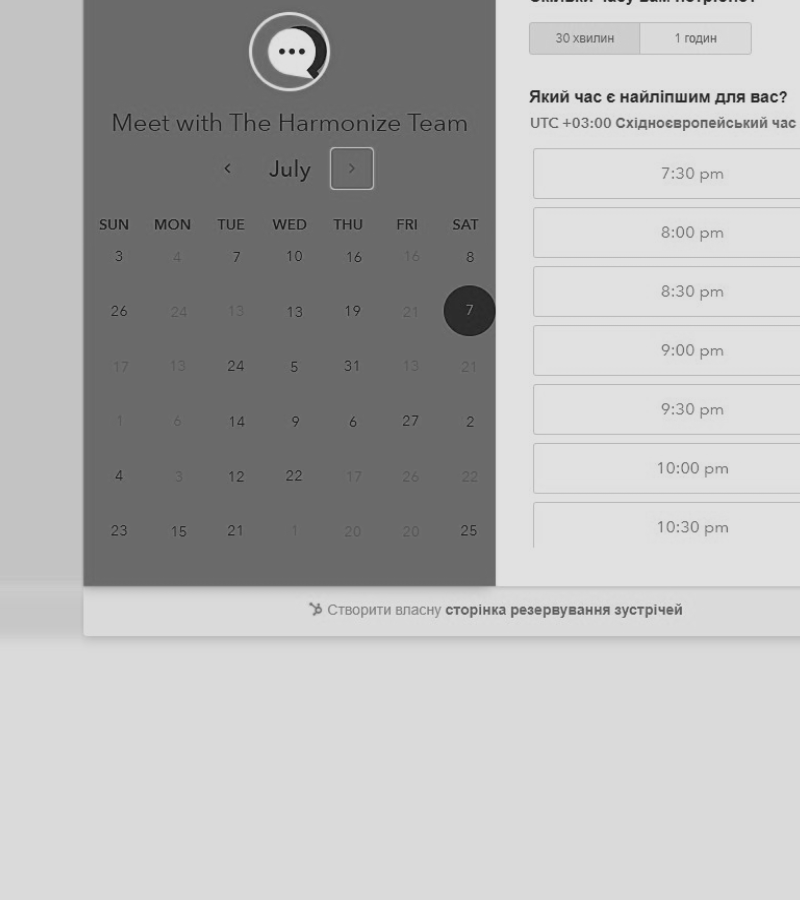 Meet with The Harmonize Team
July
SUN MON TUE WED THU FRI SAT
3 4 7 10 16 16 8
26 24 13 13 19 21 7
17 13 24 5 31 13 21
1 6 14 9 6 27 2
4 3 12 22 17 26 22
23 15 21 1 20 20 25
30 хвилин 1 годин
Який час є найліпшим для вас?
UTC +03:00 Східноєвропейський час
7:30 pm
8:00 pm
8:30 pm
9:00 pm
9:30 pm
10:00 pm
10:30 pm
Створити власну сторінка резервування зустрічей